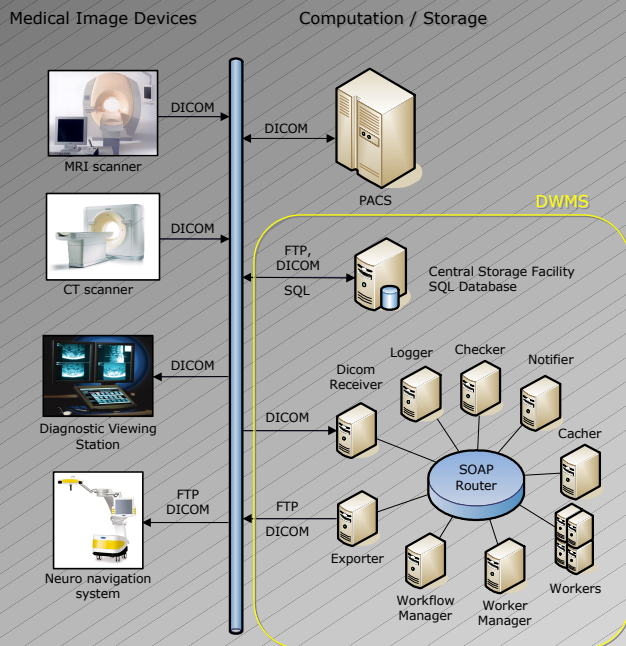 Medical Image Devices
Computation / Storage
DICOM
MRI scanner
DICOM
PACS
DWMS
DICOM
CT scanner
FTP,
DICOM
SQL
Central Storage Facility
SQL Database
DICOM
Diagnostic Viewing
Station
Dicom
Receiver
Logger
Checker
Notifier
Cacher
DICOM
SOAP
Router
FTP
DICOM
Neuro navigation
system
FTP
DICOM
Exporter
Workflow
Manager
Worker
Manager
Workers